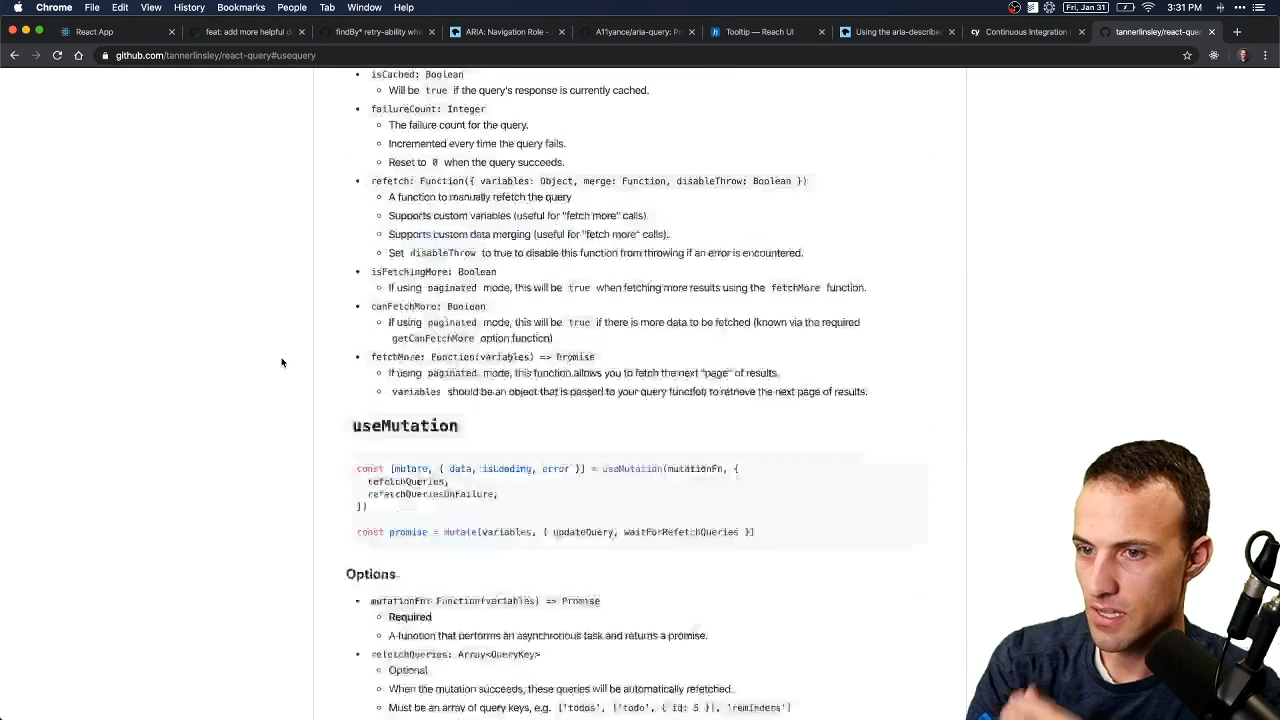 Chrome File Edit View History Bookmarks People Tab Window Help Fri, Jan 31 3:31 PM
React App feat: add more helpful d findBy* retry-ability wh ARIA: Navigation Role - A11yance/aria-query: Pr Tooltip — Reach UI Using the aria-describe Continuous Integration | tannerlinsley/react-quer
github.com/tannerlinsley/react-query#usequery
isCached: Boolean
Will be true if the query's response is currently cached.
failureCount: Integer
The failure count for the query.
Incremented every time the query fails.
Reset to 0 when the query succeeds.
refetch: Function({ variables: Object, merge: Function, disableThrow: Boolean })
A function to manually refetch the query
Supports custom variables (useful for "fetch more" calls)
Supports custom data merging (useful for "fetch more" calls).
Set disableThrow to true to disable this function from throwing if an error is encountered.
isFetchingMore: Boolean
If using paginated mode, this will be true when fetching more results using the fetchMore function.
canFetchMore: Boolean
If using paginated mode, this will be true if there is more data to be fetched (known via the required
getCanFetchMore option function)
fetchMore: Function(variables) => Promise
If using paginated mode, this function allows you to fetch the next "page" of results.
variables should be an object that is passed to your query function to retrieve the next page of results.
useMutation
const [mutate, { data, isLoading, error }] = useMutation(mutationFn, {
refetchQueries,
refetchQueriesOnFailure,
})
const promise = mutate(variables, { updateQuery, waitForRefetchQueries })
Options
mutationFn: Function(variables) => Promise
Required
A function that performs an asynchronous task and returns a promise.
refetchQueries: Array<QueryKey>
Optional
When the mutation succeeds, these queries will be automatically refetched.
Must be an array of query keys, e.g. ['todos', ['todo', { id: 5 }], 'reminders']